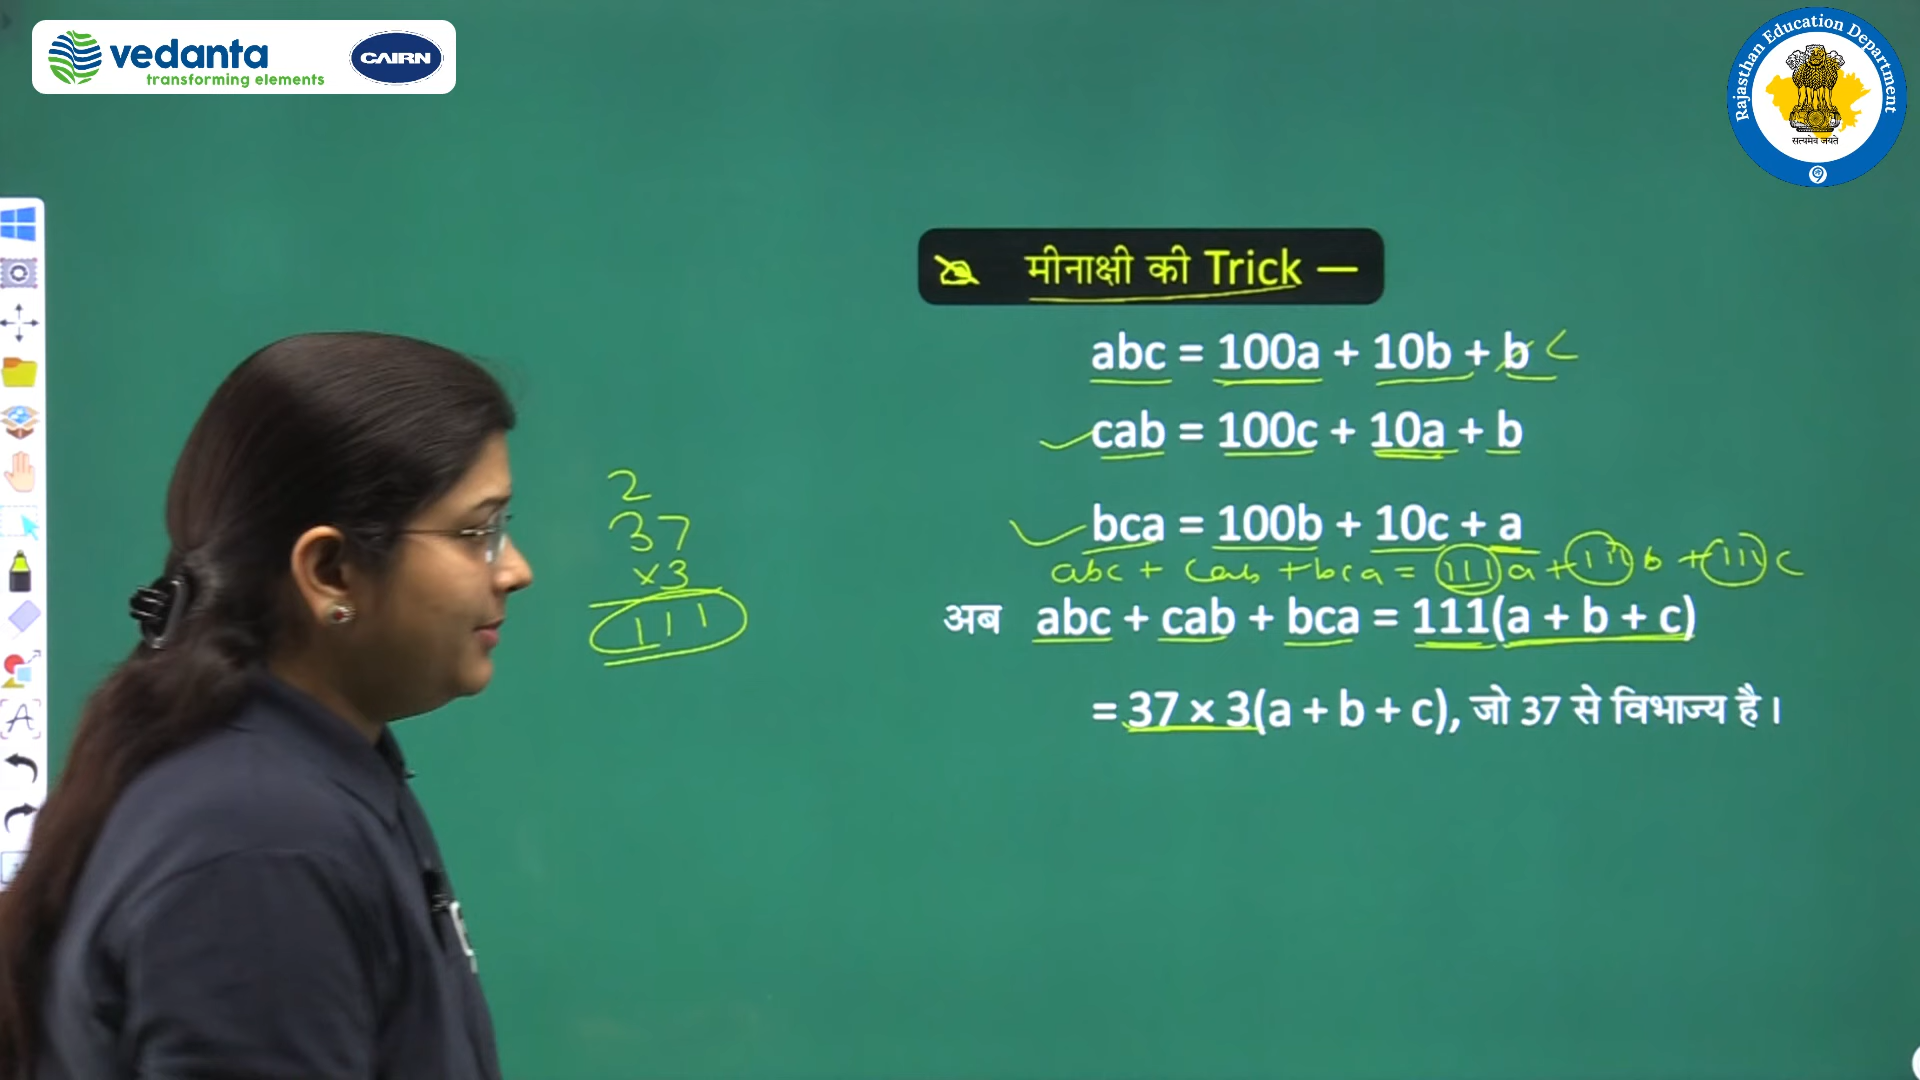 vedanta
transforming elements
CAIRN
Rajasthan Education Department
सत्यमेव जयते
मीनाक्षी की Trick —
abc = 100a + 10b + b c
cab = 100c + 10a + b
bca = 100b + 10c + a
abc + cab + bca = 111a + 111b + 111c
अब abc + cab + bca = 111(a + b + c)
= 37 × 3(a + b + c), जो 37 से विभाज्य है।
2
37
×3
111